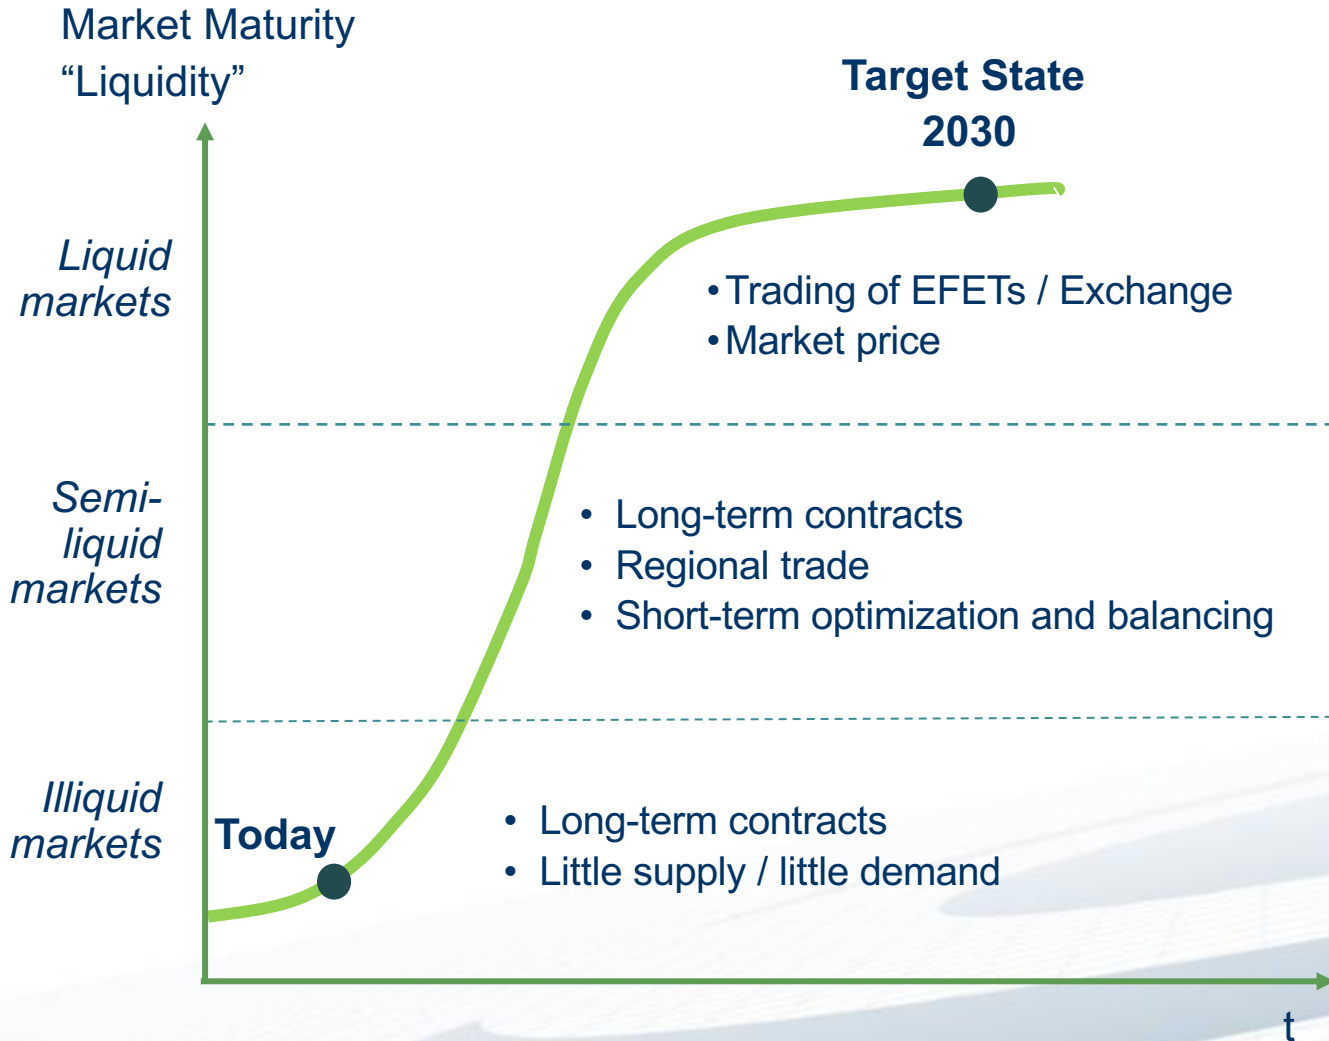 Market Maturity
“Liquidity”
Target State
2030
Liquid
markets
•Trading of EFETs / Exchange
•Market price
Semi-
liquid
markets
• Long-term contracts
• Regional trade
• Short-term optimization and balancing
Illiquid
markets
Today
• Long-term contracts
• Little supply / little demand
t